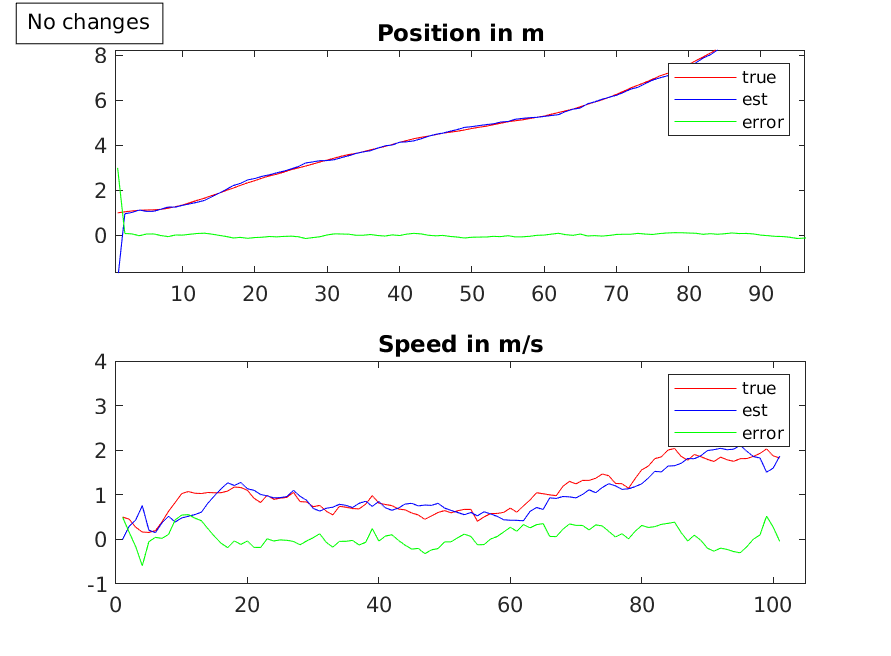 No changes
Position in m
8
6
4
2
0
true
est
error
10 20 30 40 50 60 70 80 90
Speed in m/s
4
3
2
1
0
-1
true
est
error
0 20 40 60 80 100